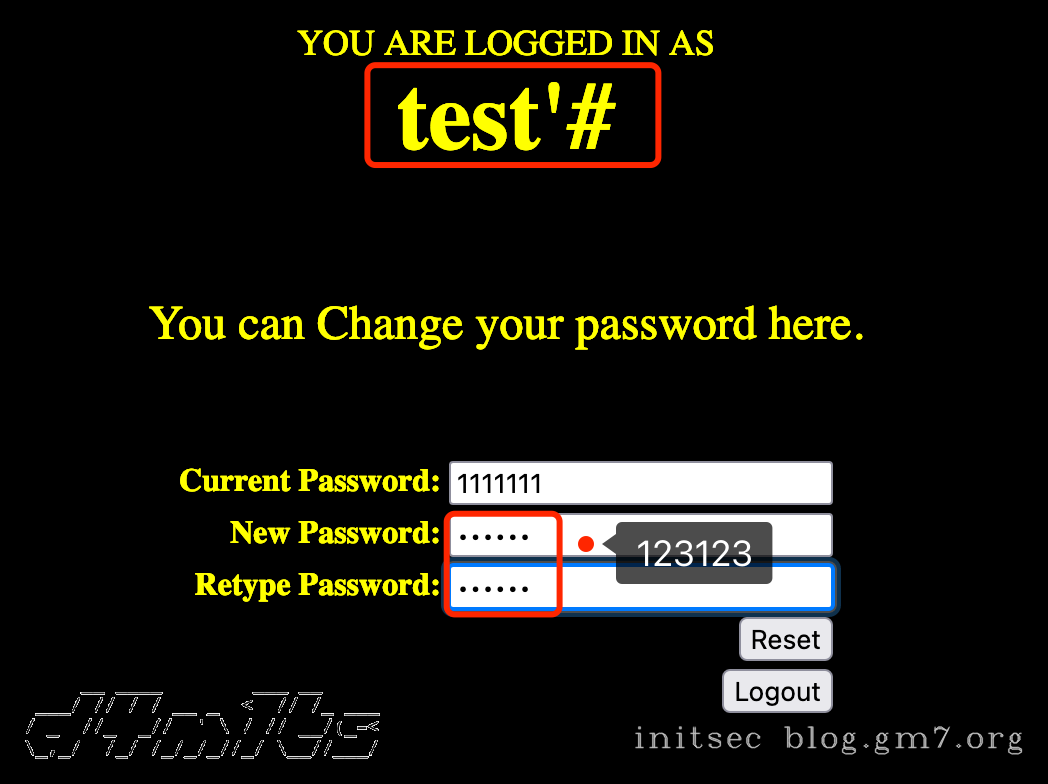 YOU ARE LOGGED IN AS
test'#
You can Change your password here.
Current Password: 1111111
New Password: ••••••
123123
Retype Password: ••••••
Reset
Logout
d4m1ts
initsec blog.gm7.org